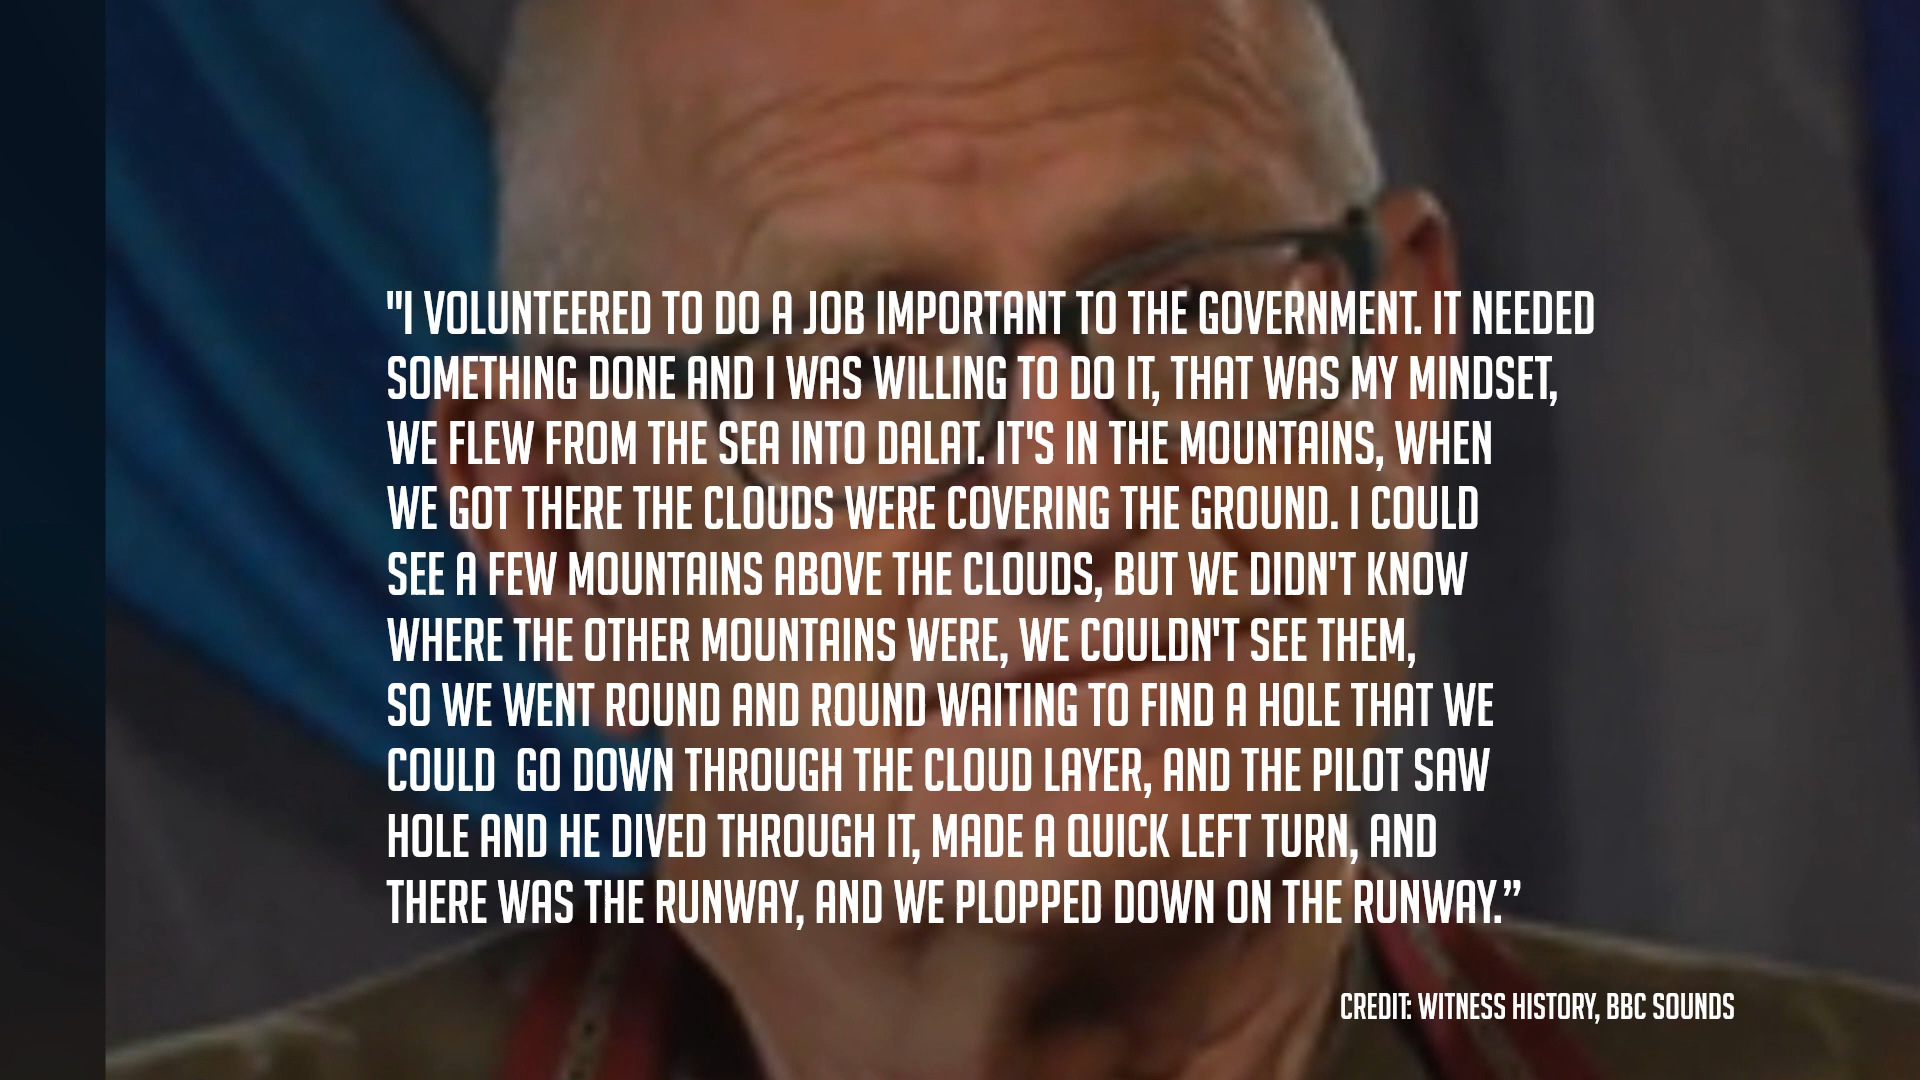 "I VOLUNTEERED TO DO A JOB IMPORTANT TO THE GOVERNMENT. IT NEEDED
SOMETHING DONE AND I WAS WILLING TO DO IT, THAT WAS MY MINDSET,
WE FLEW FROM THE SEA INTO DALAT. IT'S IN THE MOUNTAINS, WHEN
WE GOT THERE THE CLOUDS WERE COVERING THE GROUND. I COULD
SEE A FEW MOUNTAINS ABOVE THE CLOUDS, BUT WE DIDN'T KNOW
WHERE THE OTHER MOUNTAINS WERE, WE COULDN'T SEE THEM,
SO WE WENT ROUND AND ROUND WAITING TO FIND A HOLE THAT WE
COULD  GO DOWN THROUGH THE CLOUD LAYER, AND THE PILOT SAW
HOLE AND HE DIVED THROUGH IT, MADE A QUICK LEFT TURN, AND
THERE WAS THE RUNWAY, AND WE PLOPPED DOWN ON THE RUNWAY.”
CREDIT: WITNESS HISTORY, BBC SOUNDS